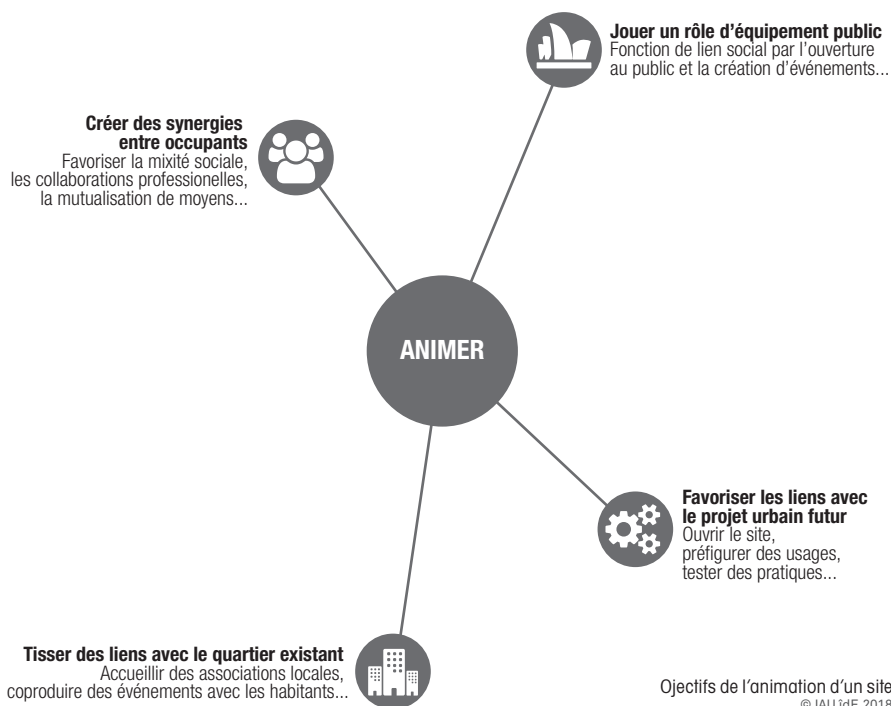 Jouer un rôle d’équipement public
Fonction de lien social par l’ouverture
au public et la création d’événements...
Créer des synergies
entre occupants
Favoriser la mixité sociale,
les collaborations professionelles,
la mutualisation de moyens...
ANIMER
Favoriser les liens avec
le projet urbain futur
Ouvrir le site,
préfigurer des usages,
tester des pratiques...
Tisser des liens avec le quartier existant
Accueillir des associations locales,
coproduire des événements avec les habitants...
Ojectifs de l’animation d’un site
© IAU îdF 2018